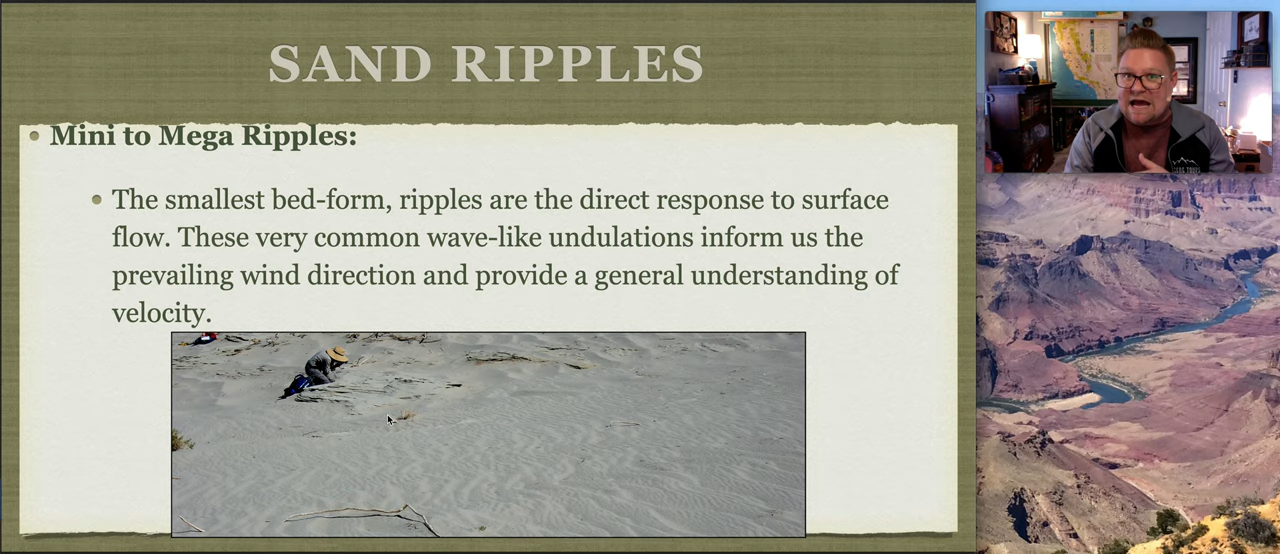 SAND RIPPLES
Mini to Mega Ripples:
The smallest bed-form, ripples are the direct response to surface
flow. These very common wave-like undulations inform us the
prevailing wind direction and provide a general understanding of
velocity.